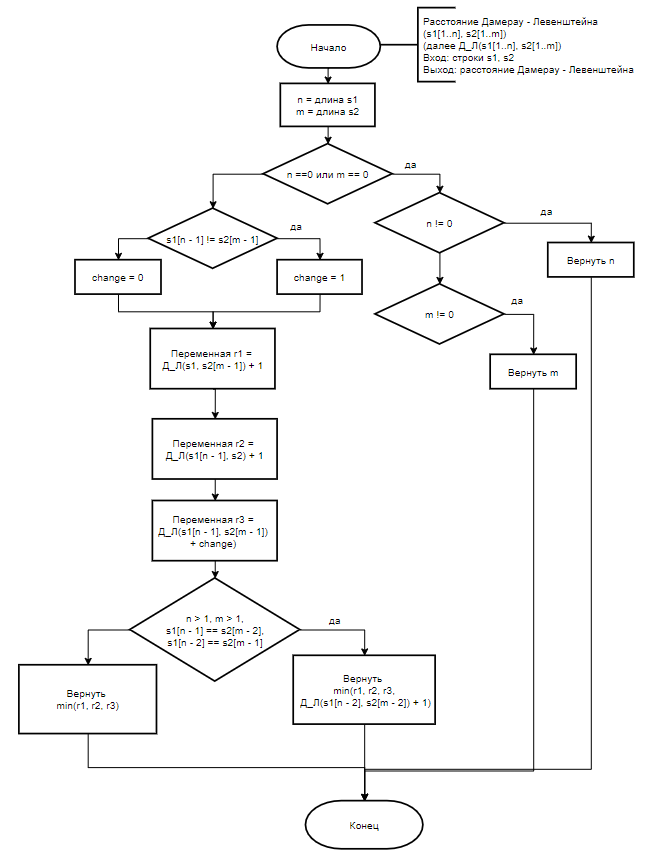 Начало
Расстояние Дамерау - Левенштейна
(s1[1..n], s2[1..m])
(далее Д_Л(s1[1..n], s2[1..m])
Вход: строки s1, s2
Выход: расстояние Дамерау - Левенштейна
n = длина s1
m = длина s2
n ==0 или m == 0
да
s1[n - 1] != s2[m - 1]
да
n != 0
да
change = 0
change = 1
Вернуть n
m != 0
да
Вернуть m
Переменная r1 =
Д_Л(s1, s2[m - 1]) + 1
Переменная r2 =
Д_Л(s1[n - 1], s2) + 1
Переменная r3 =
Д_Л(s1[n - 1], s2[m - 1])
+ change)
n > 1, m > 1,
s1[n - 1] == s2[m - 2],
s1[n - 2] == s2[m - 1]
да
Вернуть
min(r1, r2, r3)
Вернуть
min(r1, r2, r3,
Д_Л(s1[n - 2], s2[m - 2]) + 1)
Конец